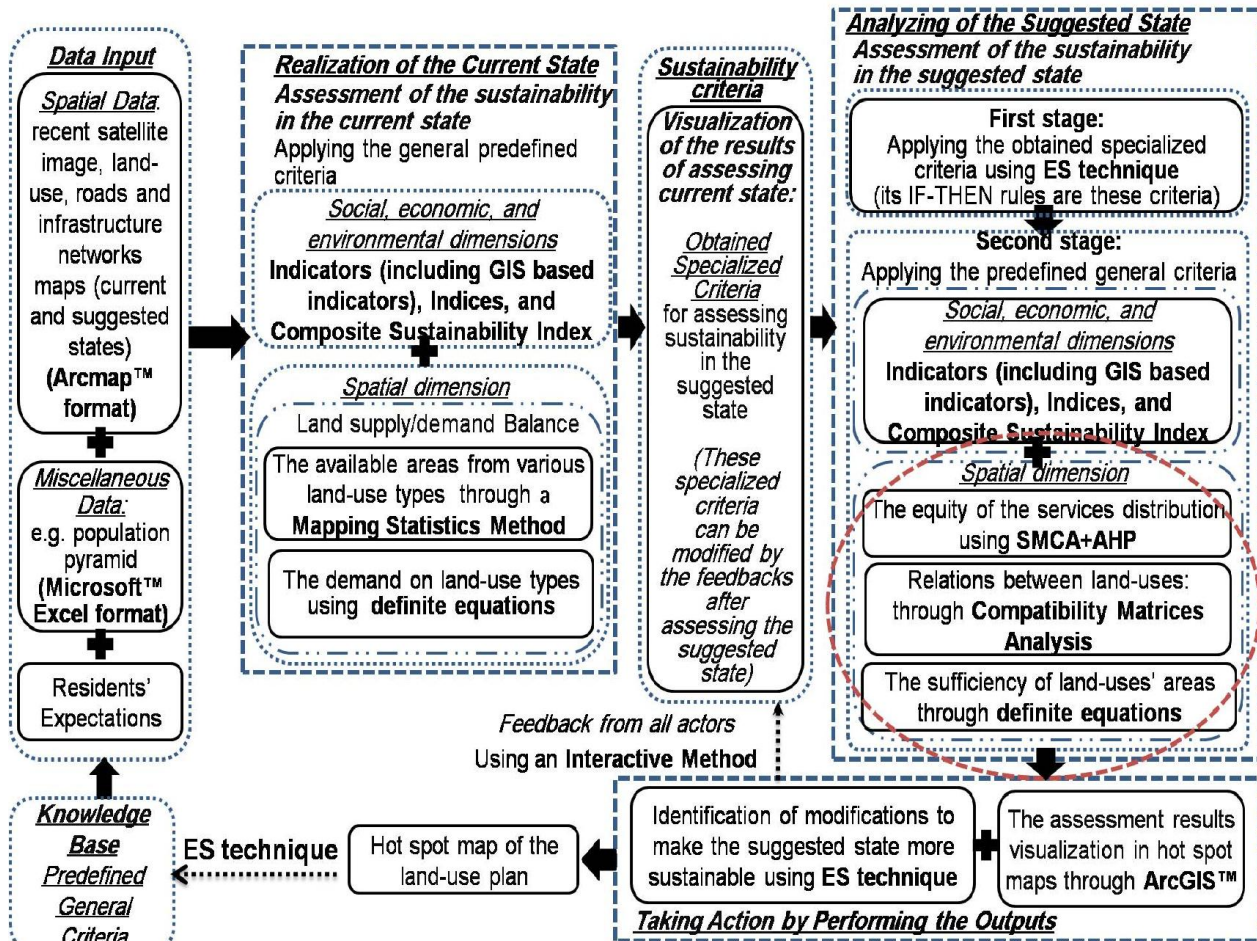 Data Input
Spatial Data:
recent satellite
image, land-
use, roads and
infrastructure
networks
maps (current
and suggested
states)
(Arcmap™
format)
Miscellaneous
Data:
e.g. population
pyramid
(Microsoft™
Excel format)
Residents'
Expectations
Knowledge
Base
Predefined
General
Criteria
Realization of the Current State
Assessment of the sustainability
in the current state
Applying the general predefined
criteria
Social, economic, and
environmental dimensions
Indicators (including GIS based
indicators), Indices, and
Composite Sustainability Index
Spatial dimension
Land supply/demand Balance
The available areas from various
land-use types through a
Mapping Statistics Method
The demand on land-use types
using definite equations
Sustainability
criteria
Visualization
of the results
of assessing
current state:
Obtained
Specialized
Criteria
for assessing
sustainability
in the
suggested
state
(These
specialized
criteria
can be
modified by
the feedbacks
after
assessing the
suggested
state)
Analyzing of the Suggested State
Assessment of the sustainability
in the suggested state
First stage:
Applying the obtained specialized
criteria using ES technique
(its IF-THEN rules are these criteria)
Second stage:
Applying the predefined general criteria
Social, economic, and
environmental dimensions
Indicators (including GIS based
indicators), Indices, and
Composite Sustainability Index
Spatial dimension
The equity of the services distribution
using SMCA+AHP
Relations between land-uses:
through Compatibility Matrices
Analysis
The sufficiency of land-uses' areas
through definite equations
Feedback from all actors
Using an Interactive Method
ES technique
Hot spot map of the
land-use plan
Identification of modifications to
make the suggested state more
sustainable using ES technique
The assessment results
visualization in hot spot
maps through ArcGIS™
Taking Action by Performing the Outputs